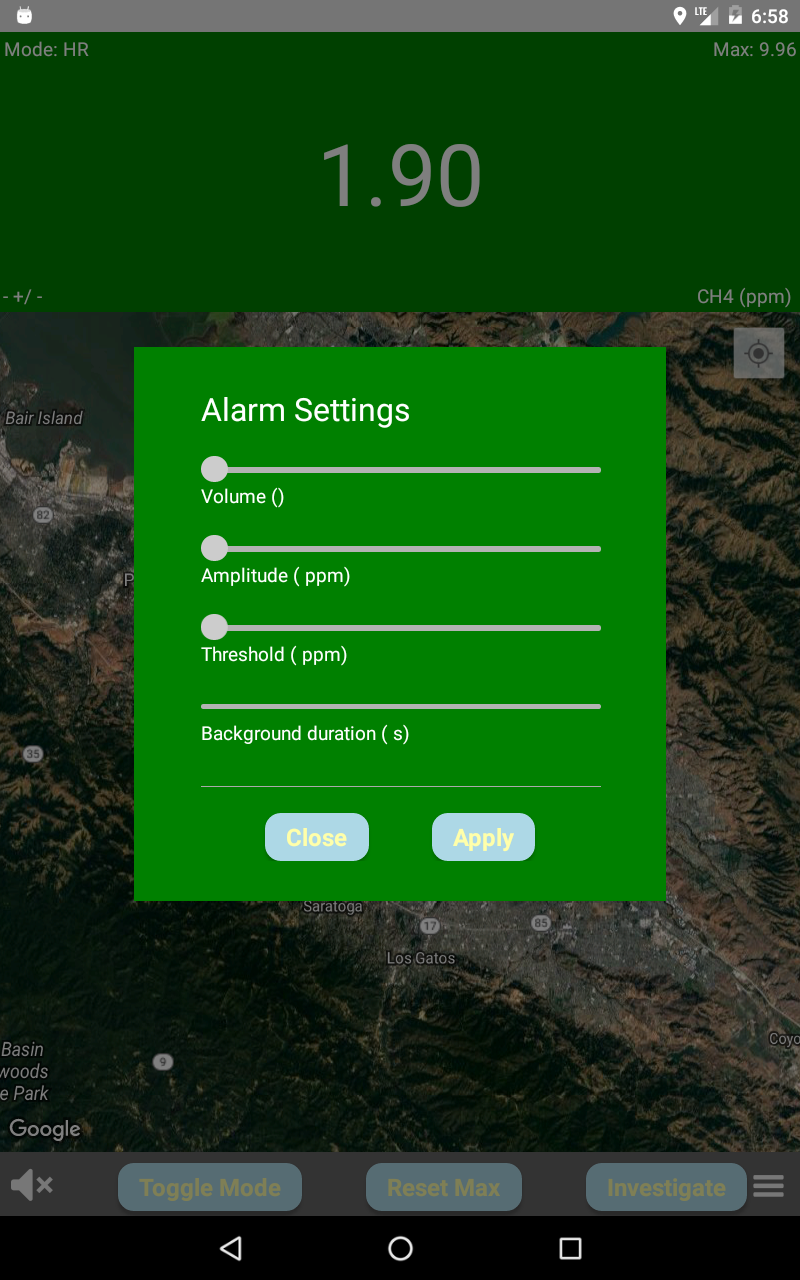 LTE 6:58
Mode: HR
Max: 9.96
1.90
- +/ -
CH4 (ppm)
Bair Island
82
P
35
Alarm Settings
Volume ()
Amplitude ( ppm)
Threshold ( ppm)
Background duration ( s)
Close
Apply
Saratoga
17
85
Los Gatos
Coyo
Basin
woods
e Park
9
Google
Toggle Mode
Reset Max
Investigate